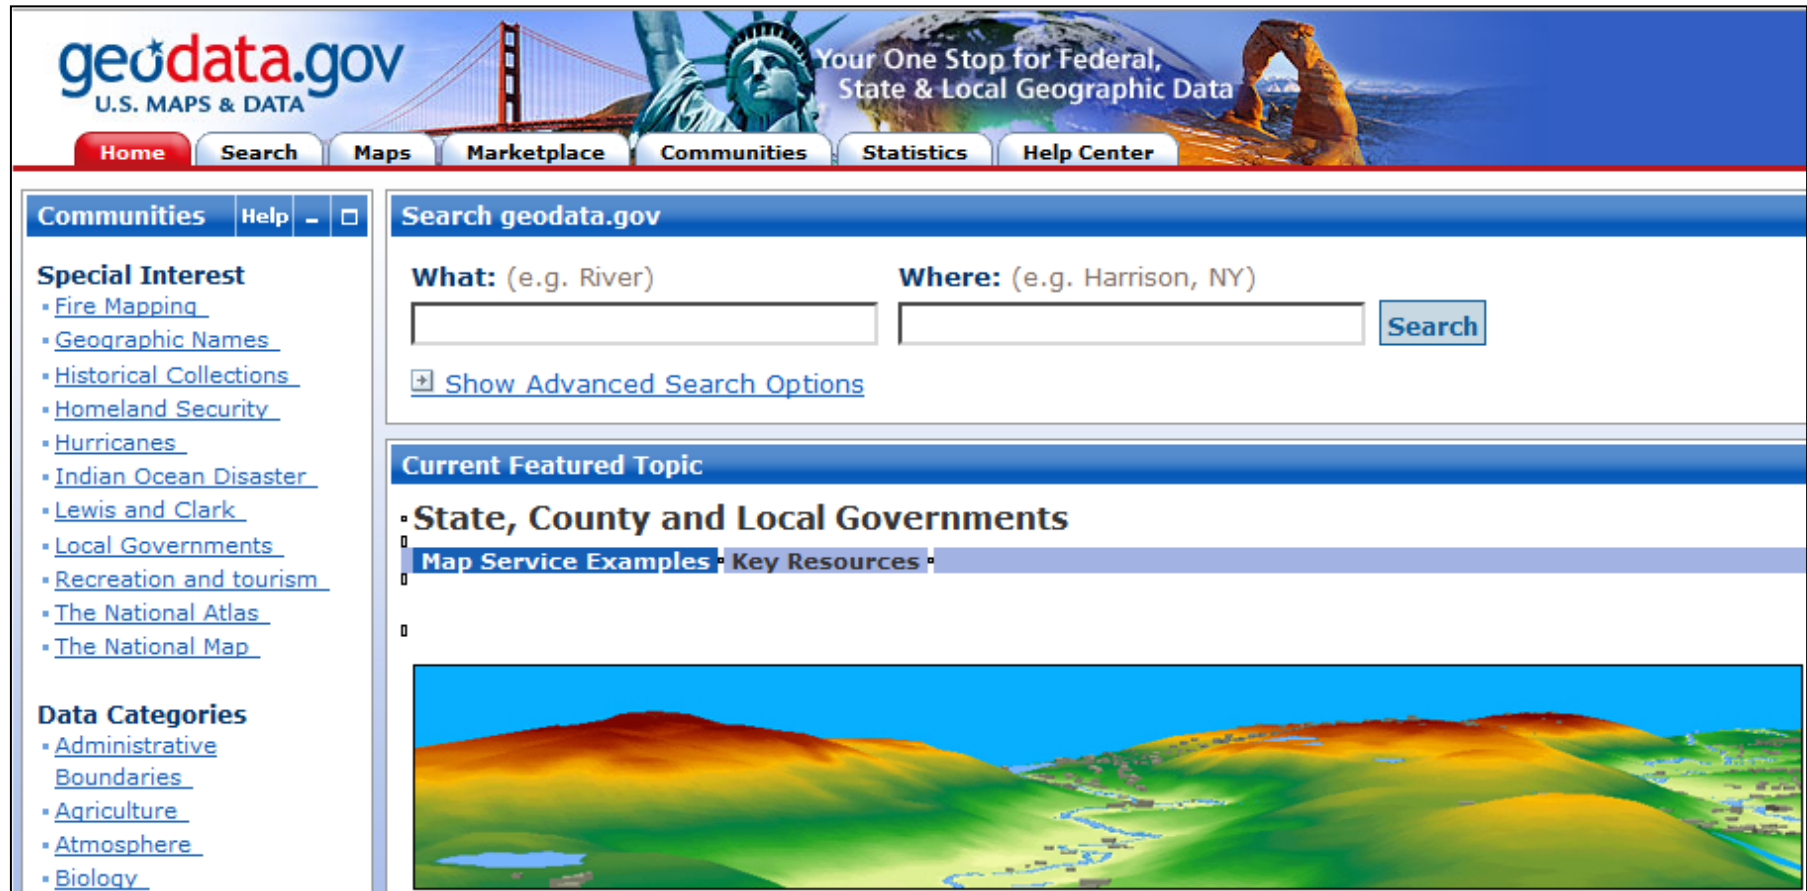 geodata.gov
U.S. MAPS & DATA
Your One Stop for Federal,
State & Local Geographic Data
Home Search Maps Marketplace Communities Statistics Help Center
Communities Help
Special Interest
Fire Mapping
Geographic Names
Historical Collections
Homeland Security
Hurricanes
Indian Ocean Disaster
Lewis and Clark
Local Governments
Recreation and tourism
The National Atlas
The National Map
Data Categories
Administrative
Boundaries
Agriculture
Atmosphere
Biology
Search geodata.gov
What: (e.g. River) Where: (e.g. Harrison, NY)
Search
Show Advanced Search Options
Current Featured Topic
State, County and Local Governments
Map Service Examples Key Resources